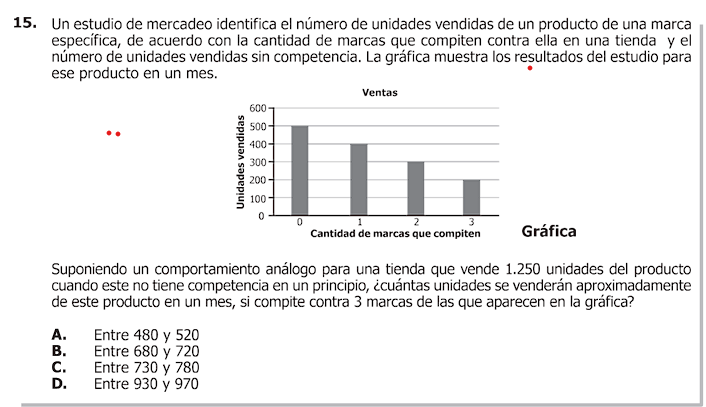 15. Un estudio de mercadeo identifica el número de unidades vendidas de un producto de una marca
específica, de acuerdo con la cantidad de marcas que compiten contra ella en una tienda y el
número de unidades vendidas sin competencia. La gráfica muestra los resultados del estudio para
ese producto en un mes.
Ventas
Unidades vendidas
600
500
400
300
200
100
0
0 1 2 3
Cantidad de marcas que compiten
Gráfica
Suponiendo un comportamiento análogo para una tienda que vende 1.250 unidades del producto
cuando este no tiene competencia en un principio, ¿cuántas unidades se venderán aproximadamente
de este producto en un mes, si compite contra 3 marcas de las que aparecen en la gráfica?
A. Entre 480 y 520
B. Entre 680 y 720
C. Entre 730 y 780
D. Entre 930 y 970